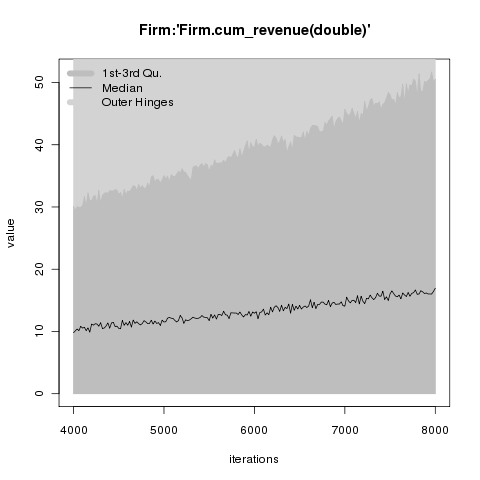 Firm:'Firm.cum_revenue(double)'
1st-3rd Qu.
Median
Outer Hinges
value
50
40
30
20
10
0
4000 5000 6000 7000 8000
iterations